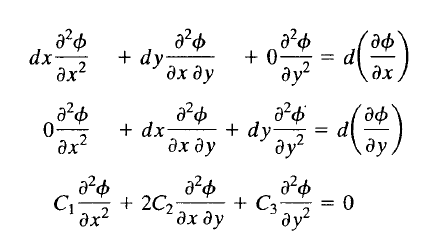 dx ∂²ϕ/∂x² + dy ∂²ϕ/∂x ∂y + 0 ∂²ϕ/∂y² = d(∂ϕ/∂x)
0 ∂²ϕ/∂x² + dx ∂²ϕ/∂x ∂y + dy ∂²ϕ/∂y² = d(∂ϕ/∂y)
C₁ ∂²ϕ/∂x² + 2C₂ ∂²ϕ/∂x ∂y + C₃ ∂²ϕ/∂y² = 0